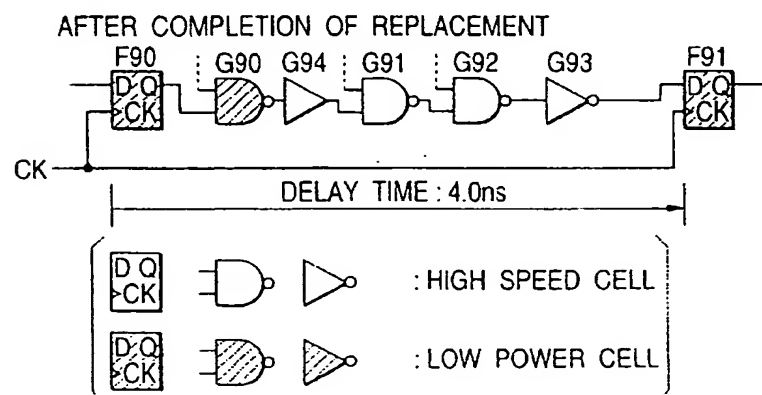 AFTER COMPLETION OF REPLACEMENT
F90 G90 G94 G91 G92 G93 F91
D Q D Q
CK CK
CK
DELAY TIME : 4.0ns
D Q
CK : HIGH SPEED CELL
D Q
CK : LOW POWER CELL